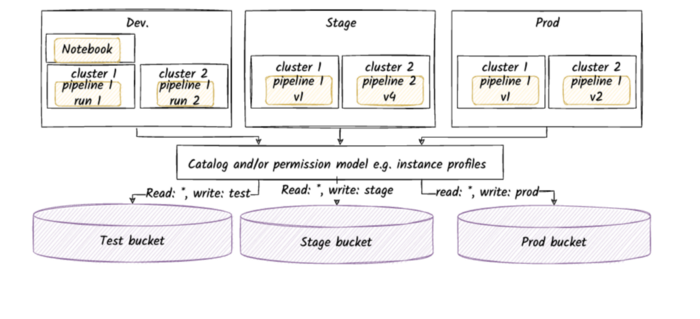 Dev.
Stage
Prod
Notebook
cluster 1
pipeline 1
run 1
cluster 2
pipeline 1
run 2
cluster 1
pipeline 1
v1
cluster 2
pipeline 2
v4
cluster 1
pipeline 1
v1
cluster 2
pipeline 1
v2
Catalog and/or permission model e.g. instance profiles
Read: *, write: test
Read: *, write: stage
read: *, write: prod
Test bucket
Stage bucket
Prod bucket